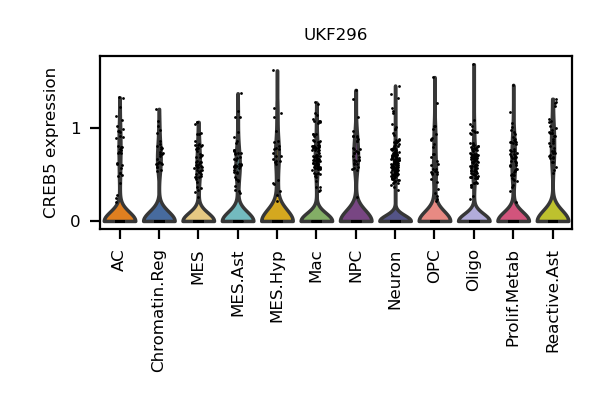 UKF296
CREB5 expression
1
0
AC
Chromatin.Reg
MES
MES.Ast
MES.Hyp
Mac
NPC
Neuron
OPC
Oligo
Prolif.Metab
Reactive.Ast